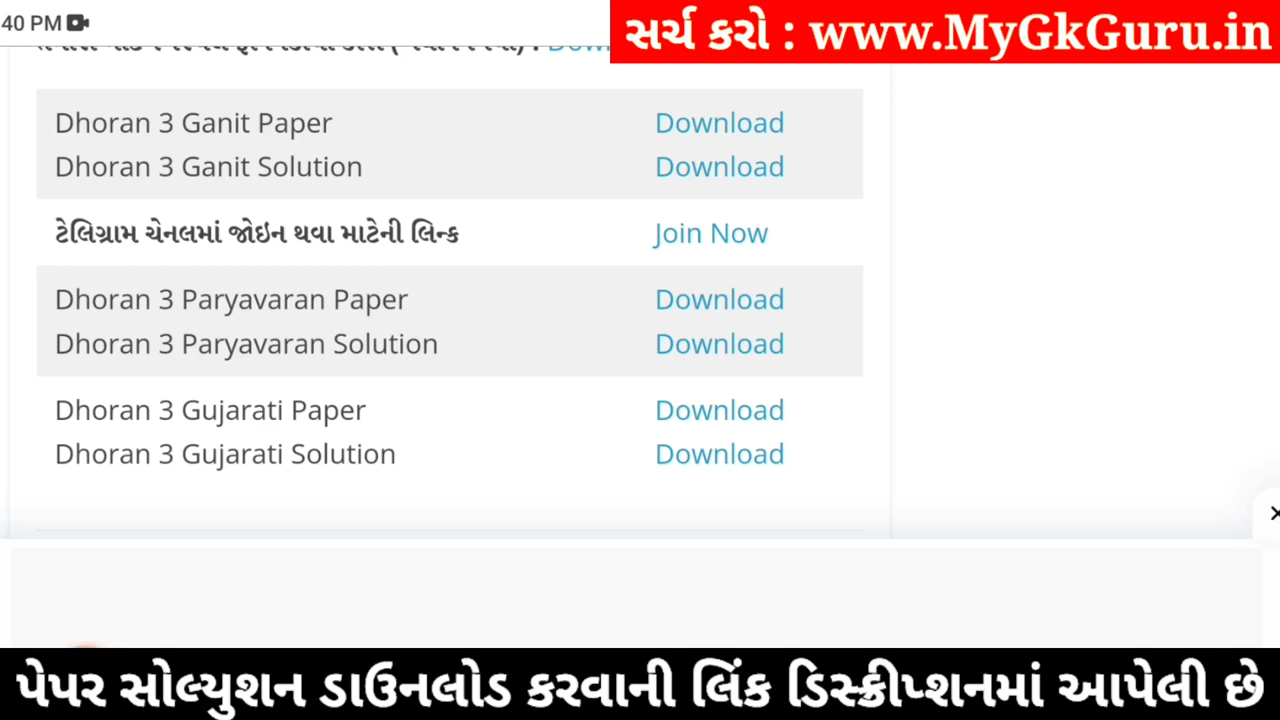 40 PM
સર્ચ કરો : www.MyGkGuru.in
Dhoran 3 Ganit Paper Download
Dhoran 3 Ganit Solution Download
ટેલિગ્રામ ચેનલમાં જોઇન થવા માટેની લિન્ક Join Now
Dhoran 3 Paryavaran Paper Download
Dhoran 3 Paryavaran Solution Download
Dhoran 3 Gujarati Paper Download
Dhoran 3 Gujarati Solution Download
પેપર સોલ્યુશન ડાઉનલોડ કરવાની લિંક ડિસ્ક્રીપ્શનમાં આપેલી છે